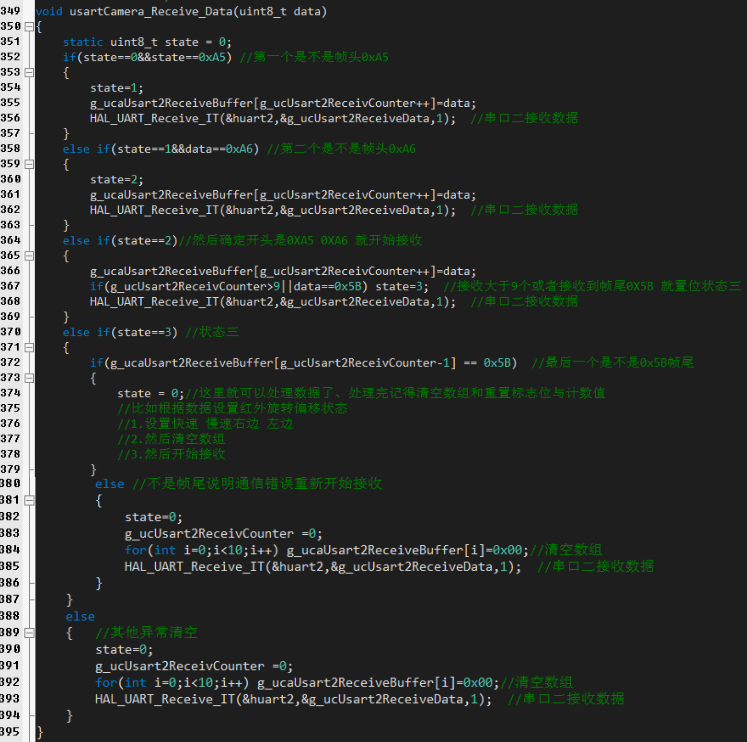 349 void usartCamera_Receive_Data(uint8_t data)
350 {
351 static uint8_t state = 0;
352 if(state==0&&state==0xA5) //第一个是不是帧头0xA5
353 {
354 state=1;
355 g_ucaUsart2ReceiveBuffer[g_ucUsart2ReceivCounter++]=data;
356 HAL_UART_Receive_IT(&huart2,&g_ucUsart2ReceiveData,1); //串口二接收数据
357 }
358 else if(state==1&&data==0xA6) //第二个是不是帧头0xA6
359 {
360 state=2;
361 g_ucaUsart2ReceiveBuffer[g_ucUsart2ReceivCounter++]=data;
362 HAL_UART_Receive_IT(&huart2,&g_ucUsart2ReceiveData,1); //串口二接收数据
363 }
364 else if(state==2)//然后确定开头是0XA5 0XA6 就开始接收
365 {
366 g_ucaUsart2ReceiveBuffer[g_ucUsart2ReceivCounter++]=data;
367 if(g_ucUsart2ReceivCounter>9||data==0x5B) state=3; //接收大于9个或者接收到帧尾0X5B 就置位状态三
368 HAL_UART_Receive_IT(&huart2,&g_ucUsart2ReceiveData,1); //串口二接收数据
369 }
370 else if(state==3) //状态三
371 {
372 if(g_ucaUsart2ReceiveBuffer[g_ucUsart2ReceivCounter-1] == 0x5B) //最后一个是不是0x5B帧尾
373 {
374 state = 0;//这里就可以处理数据了、处理完记得清空数组和重置标志位与计数值
375 //比如根据数据设置红外旋转偏移状态
376 //1.设置快速 慢速右边 左边
377 //2.然后清空数组
378 //3.然后开始接收
379 }
380 else //不是帧尾说明通信错误重新开始接收
381 {
382 state=0;
383 g_ucUsart2ReceivCounter =0;
384 for(int i=0;i<10;i++) g_ucaUsart2ReceiveBuffer[i]=0x00;//清空数组
385 HAL_UART_Receive_IT(&huart2,&g_ucUsart2ReceiveData,1); //串口二接收数据
386 }
387 }
388 else
389 { //其他异常清空
390 state=0;
391 g_ucUsart2ReceivCounter =0;
392 for(int i=0;i<10;i++) g_ucaUsart2ReceiveBuffer[i]=0x00;//清空数组
393 HAL_UART_Receive_IT(&huart2,&g_ucUsart2ReceiveData,1); //串口二接收数据
394 }
395 }